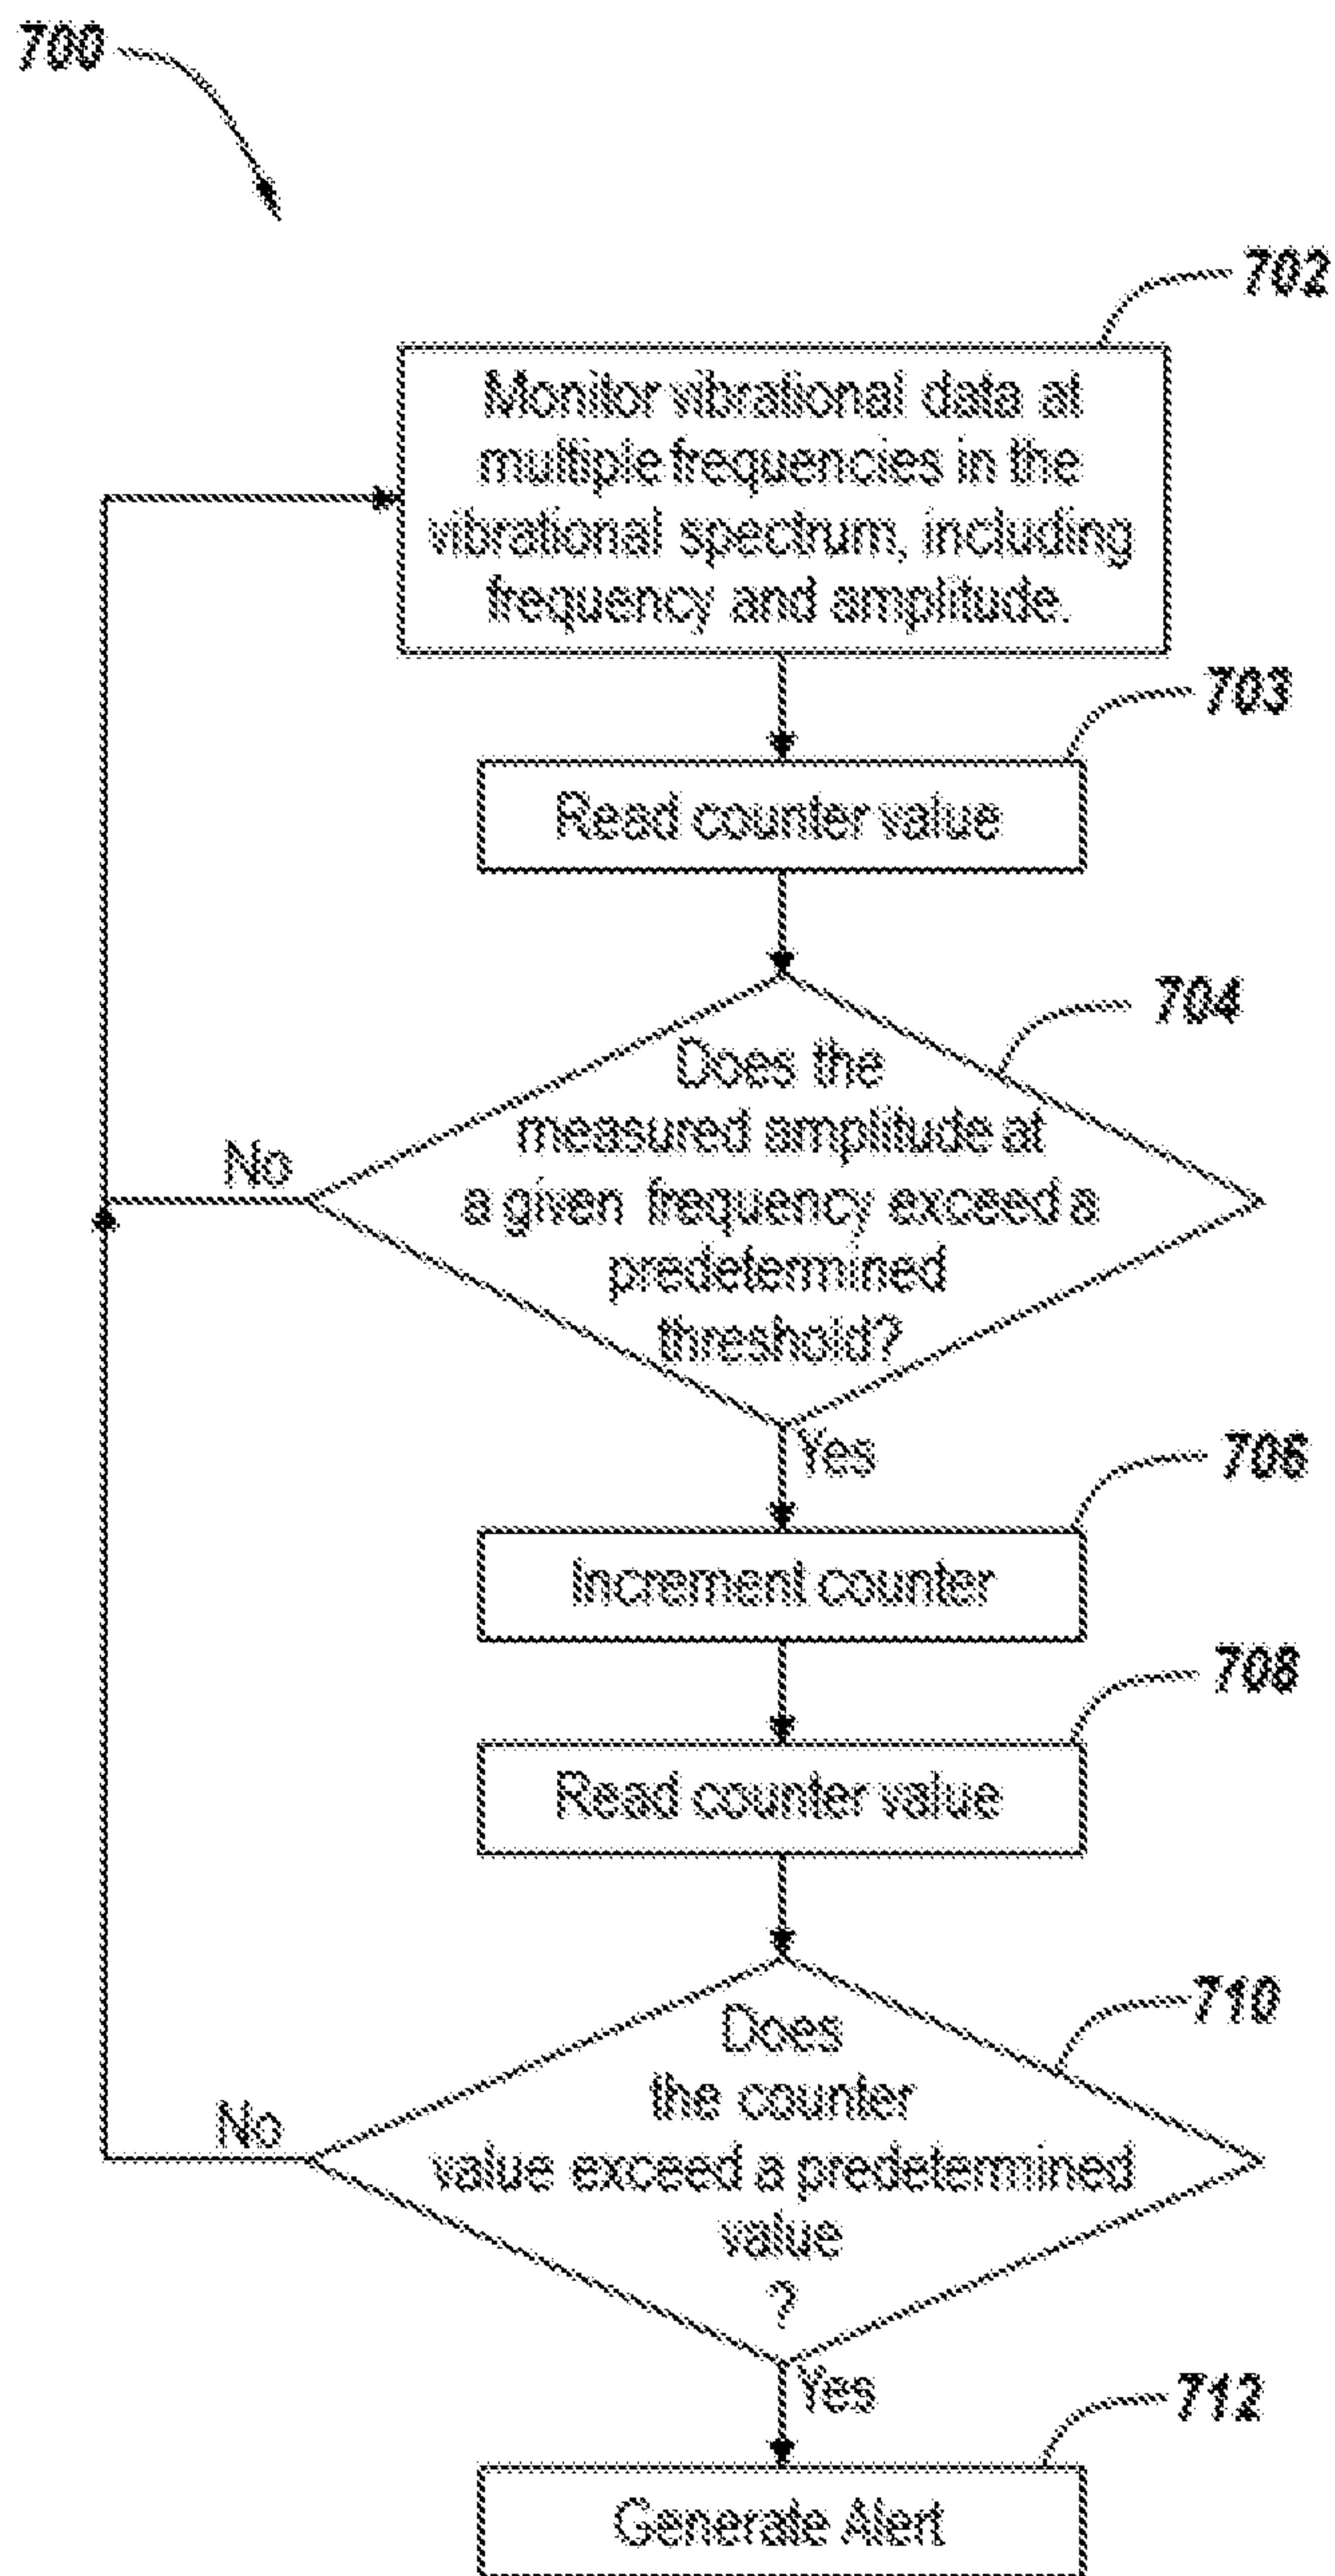 700
702
Monitor vibrational data at
multiple frequencies in the
vibrational spectrum, including
frequency and amplitude.
703
Read counter value
704
Does the
measured amplitude at
a given frequency exceed a
predetermined
threshold?
No
Yes
706
Increment counter
708
Read counter value
710
Does
the counter
value exceed a predetermined
value
?
No
Yes
712
Generate Alert